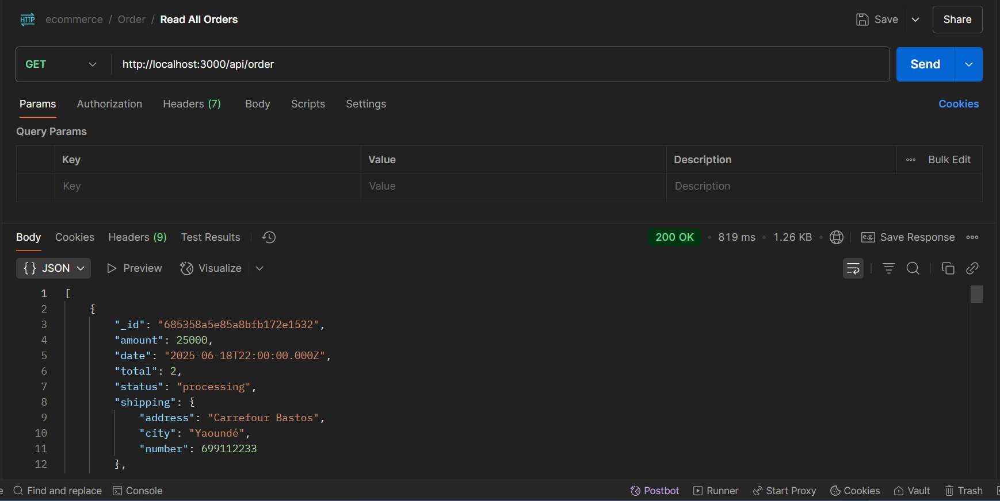 HTTP ecommerce / Order / Read All Orders Save Share
GET http://localhost:3000/api/order Send
Params Authorization Headers (7) Body Scripts Settings Cookies
Query Params
Key Value Description Bulk Edit
Key Value Description
Body Cookies Headers (9) Test Results 200 OK • 819 ms • 1.26 KB • e.g. Save Response
{} JSON Preview Visualize
1 [
2 {
3 "_id": "685358a5e85a8bfb172e1532",
4 "amount": 25000,
5 "date": "2025-06-18T22:00:00.000Z",
6 "total": 2,
7 "status": "processing",
8 "shipping": {
9 "address": "Carrefour Bastos",
10 "city": "Yaoundé",
11 "number": 699112233
12 },
Find and replace Console Postbot Runner Start Proxy Cookies Vault Trash